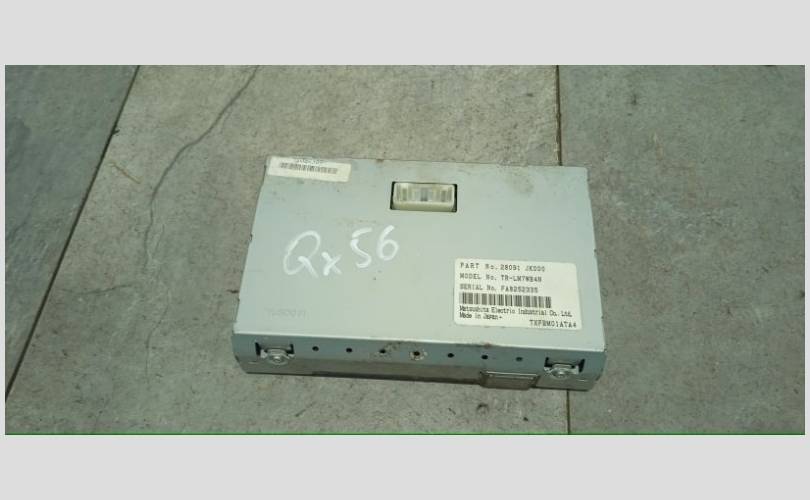 Qx56
PART No. 28091 JK000
MODEL No. TR-LM7WB4N
SERIAL No. FA8252335
Matsushita Electric Industrial Co., Ltd.
Made in Japan
TXFBM01ATA4